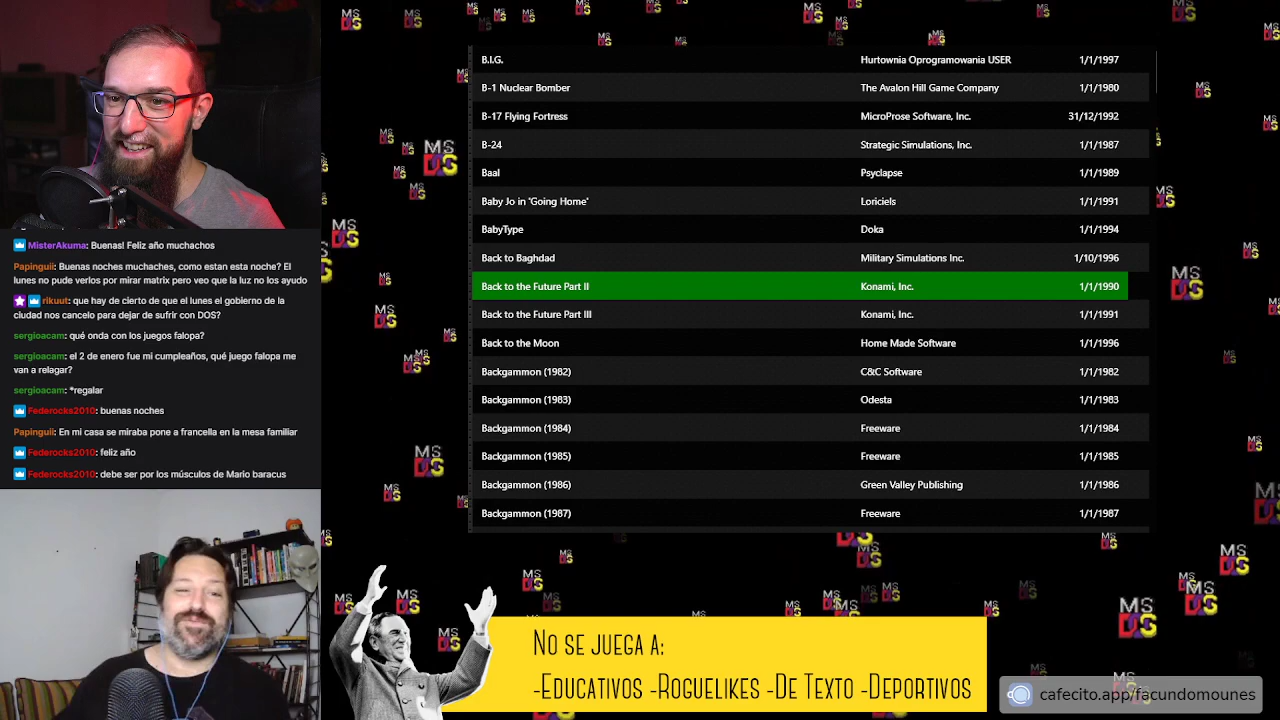 MisterAkuma: Buenas! Feliz año muchachos
Papinguii: Buenas noches muchaches, como estan esta noche? El
lunes no pude verlos por mirar matrix pero veo que la luz no los ayudo
rikuut: que hay de cierto de que el lunes el gobierno de la
ciudad nos cancelo para dejar de sufrir con DOS?
sergioacam: qué onda con los juegos falopa?
sergioacam: el 2 de enero fue mi cumpleaños, qué juego falopa me
van a relagar?
sergioacam: *regalar
Federocks2010: buenas noches
Papinguii: En mi casa se miraba pone a francella en la mesa familiar
Federocks2010: feliz año
Federocks2010: debe ser por los músculos de Mario baracus
B.I.G. Hurtownia Oprogramowania USER 1/1/1997
B-1 Nuclear Bomber The Avalon Hill Game Company 1/1/1980
B-17 Flying Fortress MicroProse Software, Inc. 31/12/1992
B-24 Strategic Simulations, Inc. 1/1/1987
Baal Psyclapse 1/1/1989
Baby Jo in 'Going Home' Loriciels 1/1/1991
BabyType Doka 1/1/1994
Back to Baghdad Military Simulations Inc. 1/10/1996
Back to the Future Part II Konami, Inc. 1/1/1990
Back to the Future Part III Konami, Inc. 1/1/1991
Back to the Moon Home Made Software 1/1/1996
Backgammon (1982) C&C Software 1/1/1982
Backgammon (1983) Odesta 1/1/1983
Backgammon (1984) Freeware 1/1/1984
Backgammon (1985) Freeware 1/1/1985
Backgammon (1986) Green Valley Publishing 1/1/1986
Backgammon (1987) Freeware 1/1/1987
MS
DOS
No se juega a:
-Educativos -Roguelikes -De Texto -Deportivos
cafecito.app/facundomounes